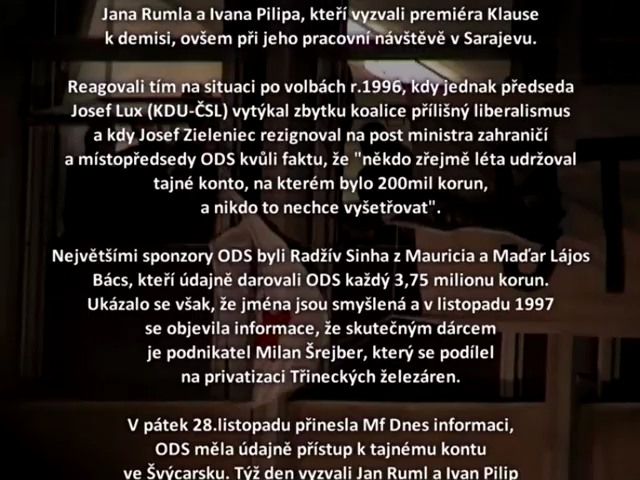 Jana Rumla a Ivana Pilipa, kteří vyzvali premiéra Klause
k demisi, ovšem při jeho pracovní návštěvě v Sarajevu.
Reagovali tím na situaci po volbách r.1996, kdy jednak předseda
Josef Lux (KDU-ČSL) vytýkal zbytku koalice přílišný liberalismus
a kdy Josef Zieleniec rezignoval na post ministra zahraničí
a místopředsedy ODS kvůli faktu, že "někdo zřejmě léta udržoval
tajné konto, na kterém bylo 200mil korun,
a nikdo to nechce vyšetřovat".
Největšími sponzory ODS byli Radžív Sinha z Mauricia a Maďar Lájos
Bács, kteří údajně darovali ODS každý 3,75 milionu korun.
Ukázalo se však, že jména jsou smyšlená a v listopadu 1997
se objevila informace, že skutečným dárcem
je podnikatel Milan Šrejber, který se podílel
na privatizaci Třineckých železáren.
V pátek 28.listopadu přinesla Mf Dnes informaci,
ODS měla údajně přístup k tajnému kontu
ve Švýcarsku. Týž den vyzvali Jan Ruml a Ivan Pilip